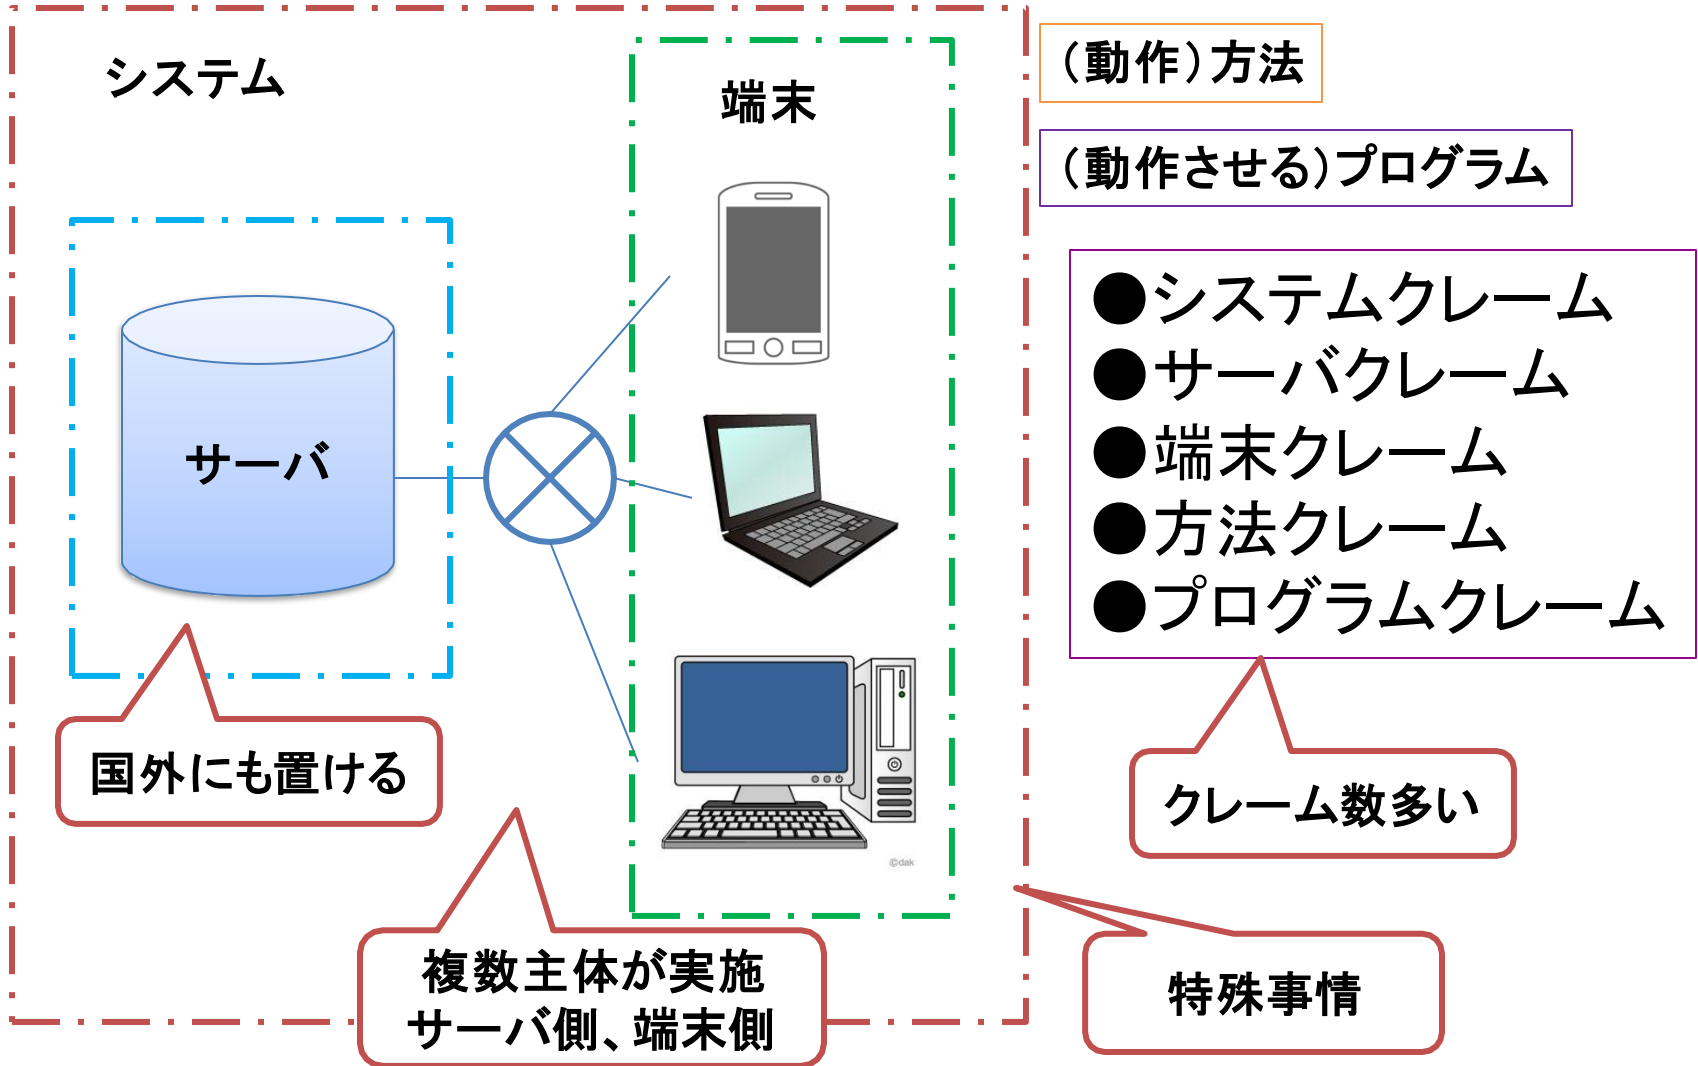 システム
端末
サーバ
国外にも置ける
複数主体が実施
サーバ側、端末側
©dak
（動作）方法
（動作させる）プログラム
●システムクレーム
●サーバクレーム
●端末クレーム
●方法クレーム
●プログラムクレーム
クレーム数多い
特殊事情